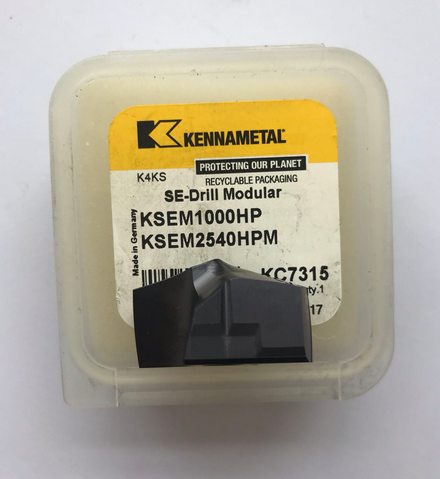 KENNAMETAL
PROTECTING OUR PLANET
K4KS
RECYCLABLE PACKAGING
SE-Drill Modular
KSEM1000HP
KSEM2540HPM
Made in Germany
KC7315
17